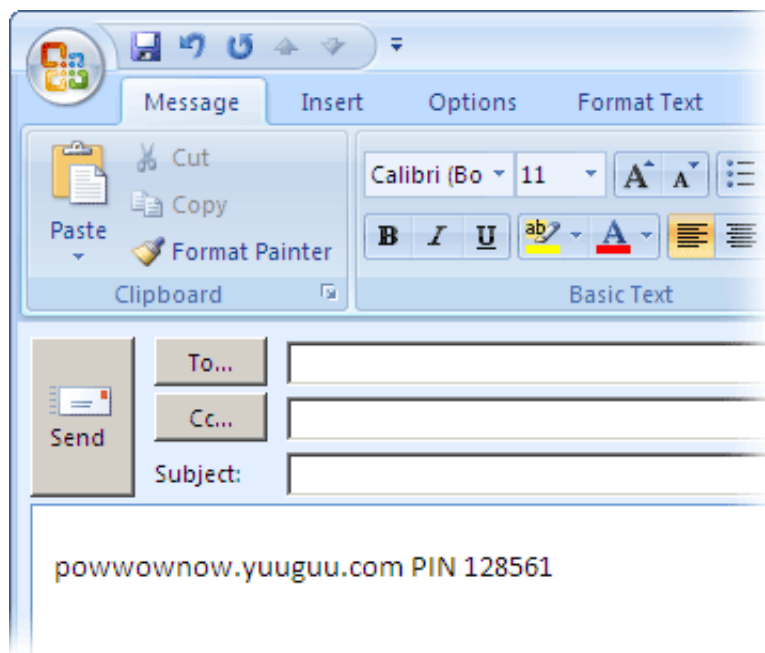 Message Insert Options Format Text
Cut
Calibri (Bo 11 A A
Copy
Paste
B I U ab A
Format Painter
Clipboard Basic Text
To...
Cc...
Send
Subject:
powwownow.yuuguu.com PIN 128561